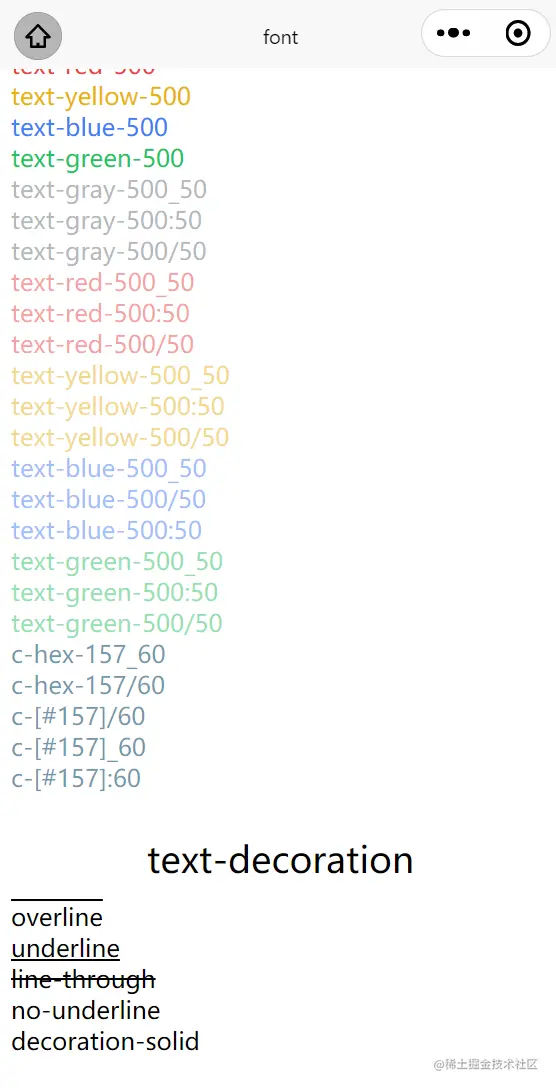 font
text-red-500
text-yellow-500
text-blue-500
text-green-500
text-gray-500_50
text-gray-500:50
text-gray-500/50
text-red-500_50
text-red-500:50
text-red-500/50
text-yellow-500_50
text-yellow-500:50
text-yellow-500/50
text-blue-500_50
text-blue-500/50
text-blue-500:50
text-green-500_50
text-green-500:50
text-green-500/50
c-hex-157_60
c-hex-157/60
c-[#157]/60
c-[#157]_60
c-[#157]:60
text-decoration
overline
underline
line-through
no-underline
decoration-solid
@稀土掘金技术社区